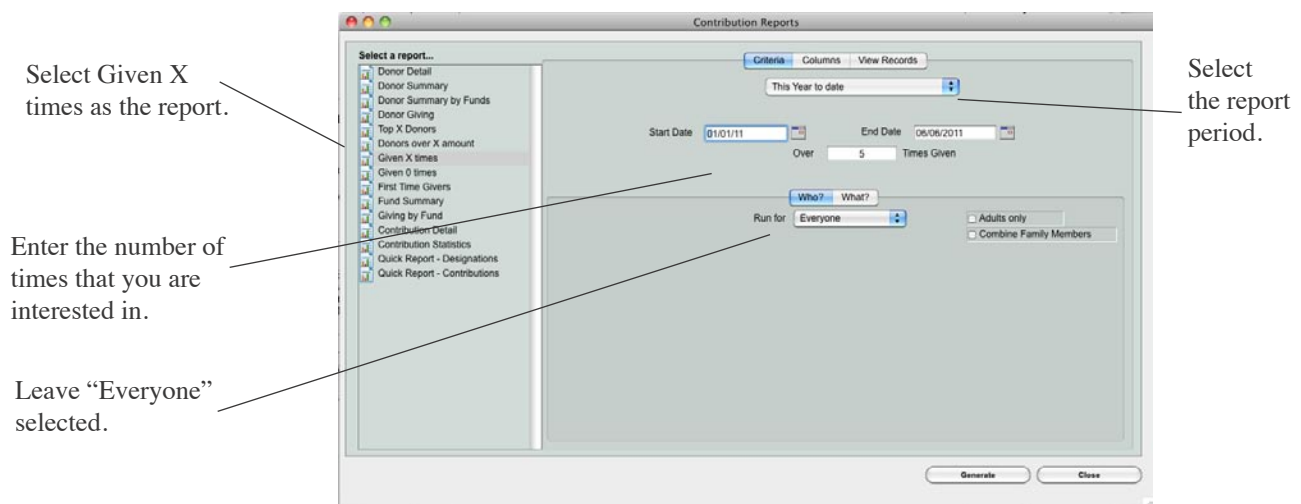 Contribution Reports
Select Given X
times as the report.
Select a report...
Donor Detail
Donor Summary
Donor Summary by Funds
Donor Giving
Top X Donors
Donors over X amount
Given X times
Given 0 times
First Time Givers
Fund Summary
Giving by Fund
Contribution Detail
Contribution Statistics
Quick Report - Designations
Quick Report - Contributions
Criteria Columns View Records
This Year to date
Select
the report
period.
Start Date 01/01/11 End Date 06/06/2011
Over 5 Times Given
Who? What?
Run for Everyone Adults only
Combine Family Members
Enter the number of
times that you are
interested in.
Leave “Everyone”
selected.
Generate Close